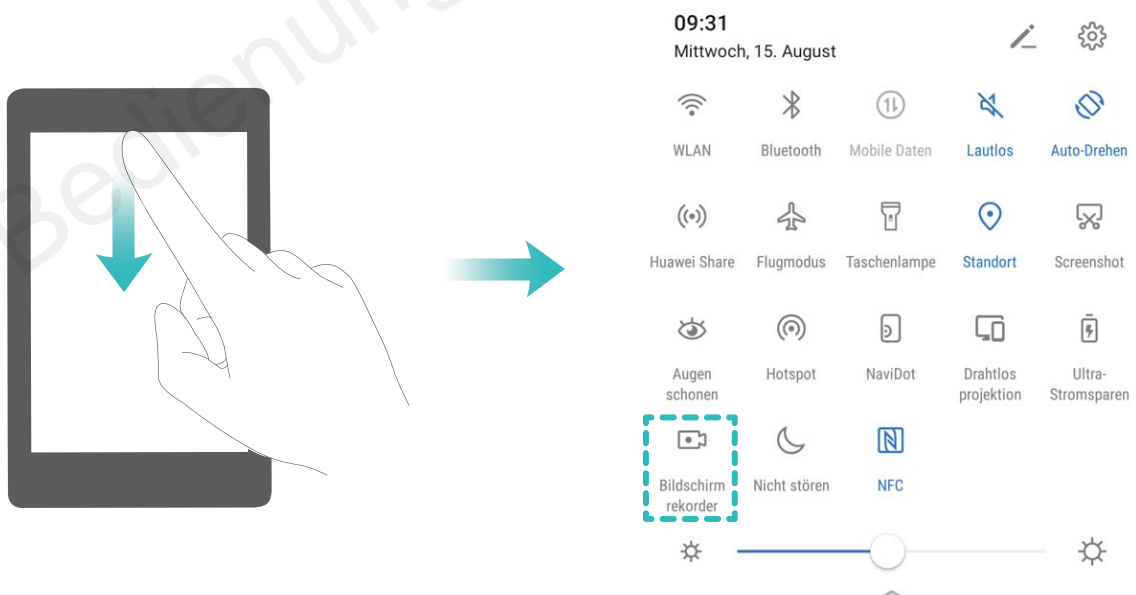 Bedienung
09:31
Mittwoch, 15. August
WLAN Bluetooth Mobile Daten Lautlos Auto-Drehen
Huawei Share Flugmodus Taschenlampe Standort Screenshot
Augen schonen Hotspot NaviDot Drahtlos projektion Ultra-Stromsparen
Bildschirm rekorder Nicht stören NFC